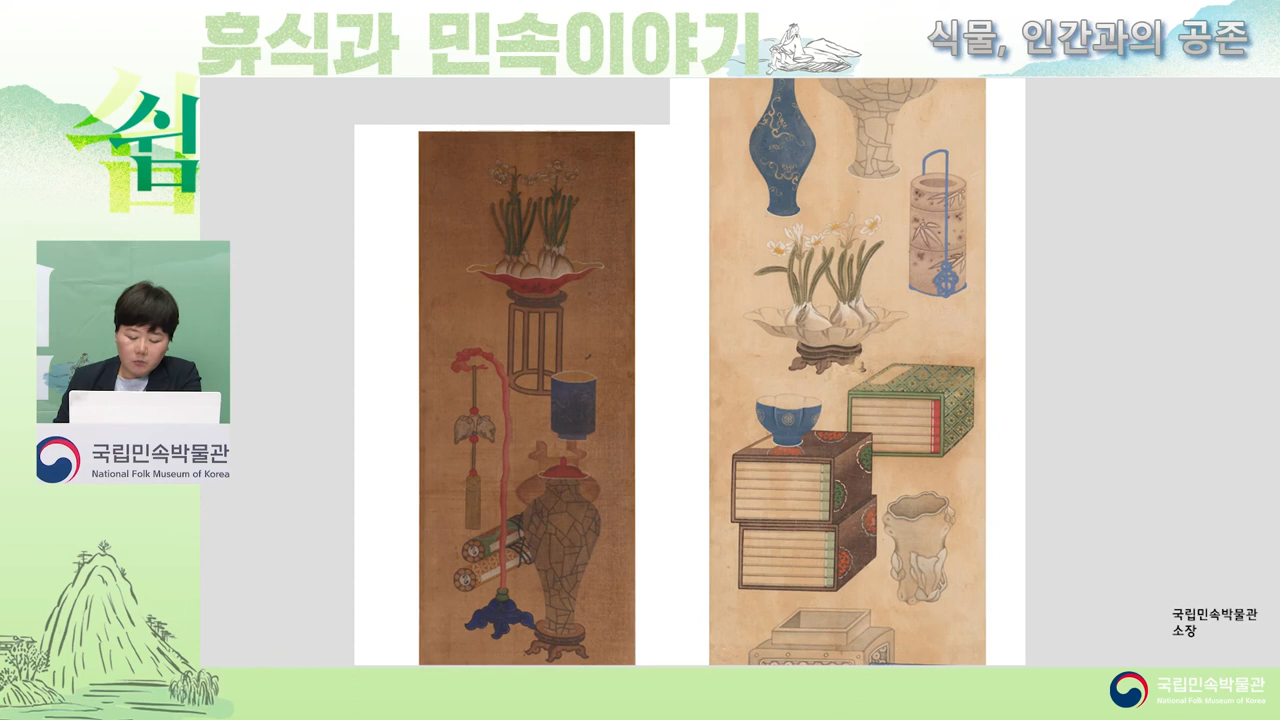 휴식과 민속이야기
식물, 인간과의 공존
쉼
국립민속박물관
National Folk Museum of Korea
국립민속박물관
소장
국립민속박물관
National Folk Museum of Korea